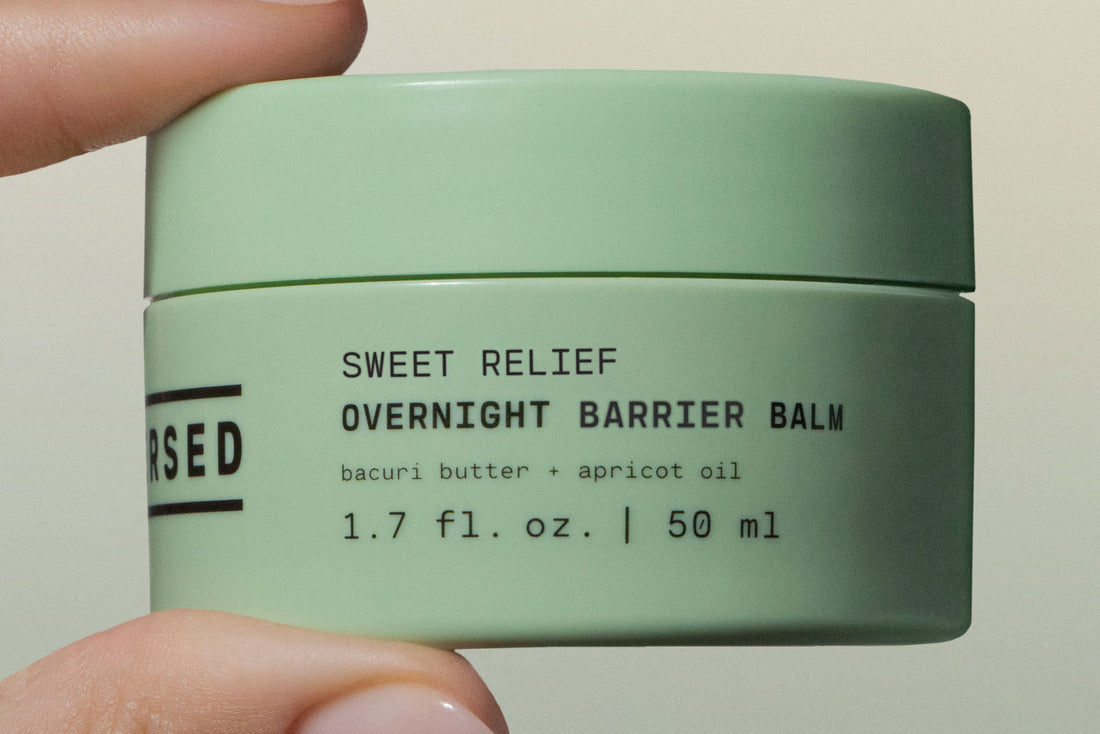 RSED
SWEET RELIEF
OVERNIGHT BARRIER BALM
bacuri butter + apricot oil
1.7 fl. oz. | 50 ml